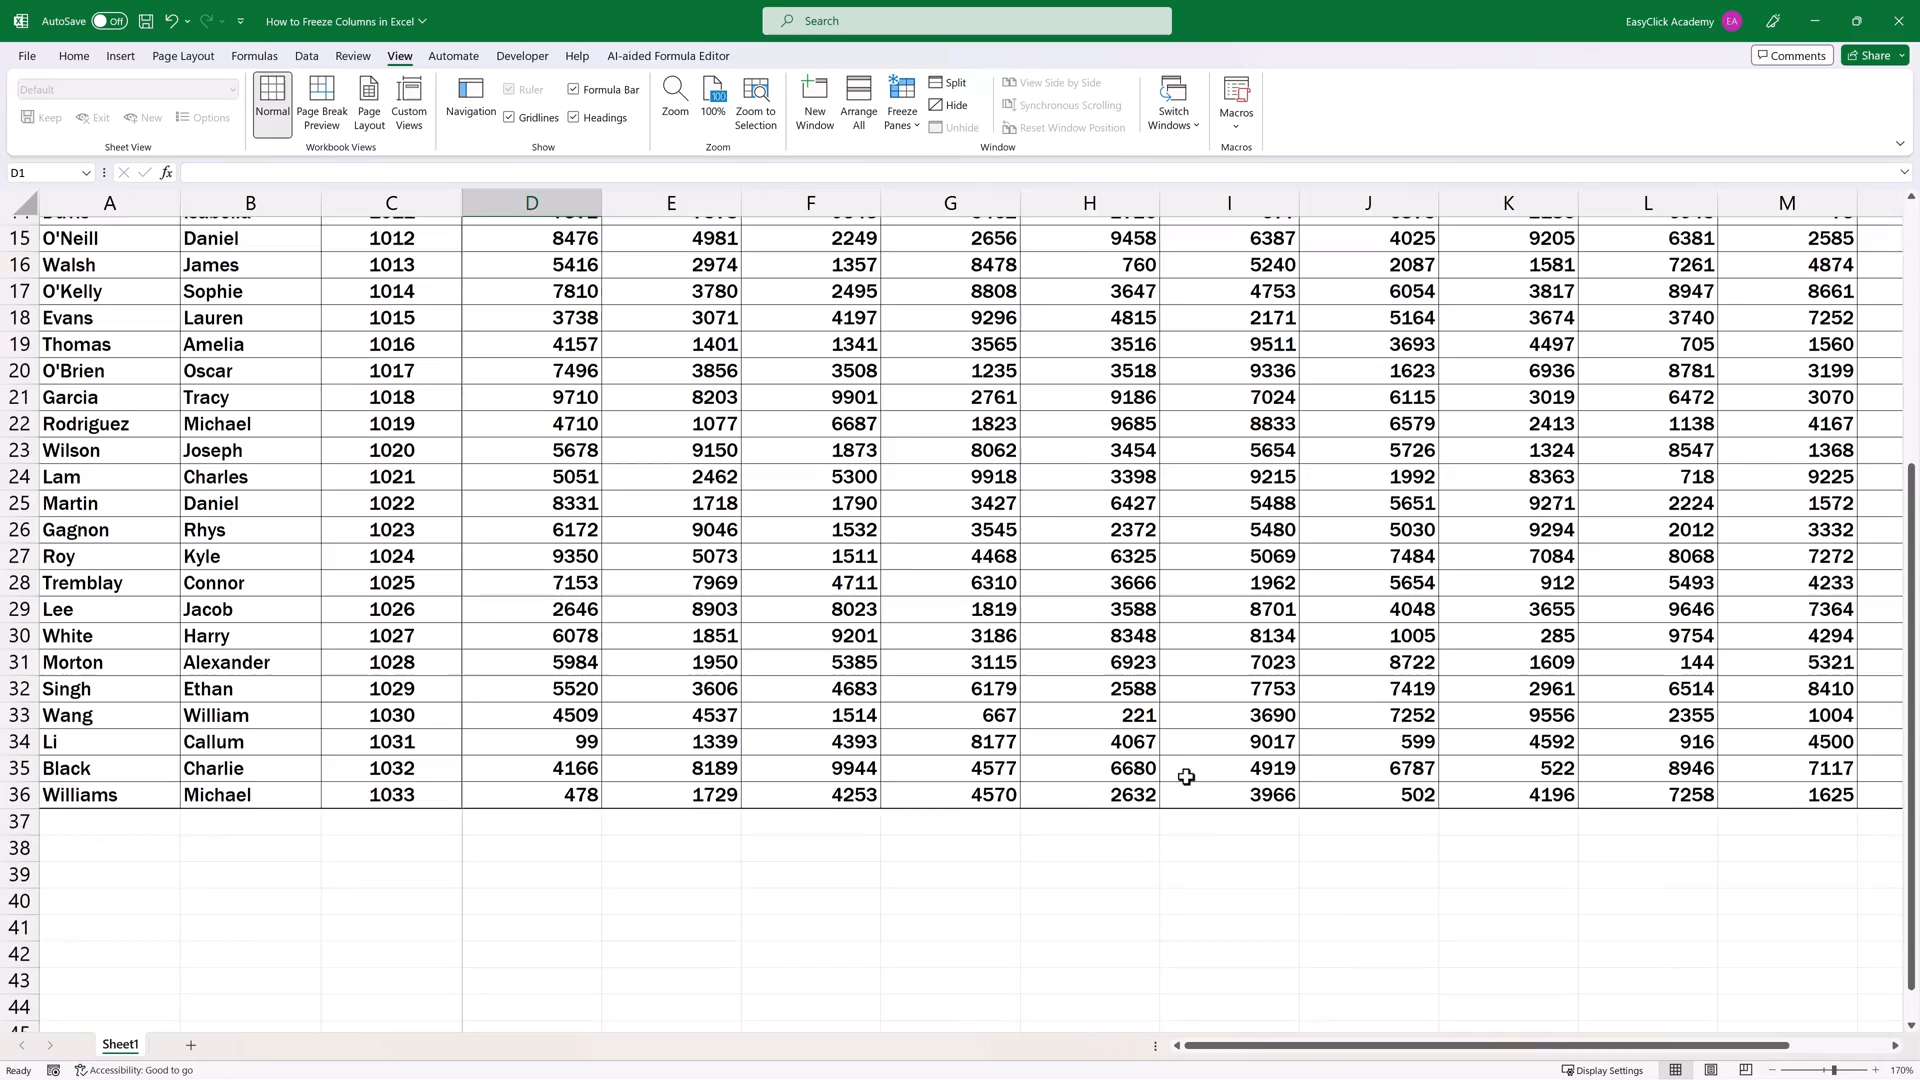 AutoSave Off How to Freeze Columns in Excel Search EasyClick Academy EA
File Home Insert Page Layout Formulas Data Review View Automate Developer Help AI-aided Formula Editor Comments Share
Default
Keep Exit New Options
Sheet View
Normal Page Break Preview Page Layout Custom Views
Workbook Views
Navigation Ruler Formula Bar
Gridlines Headings
Show
Zoom 100 100% Zoom to Selection
Zoom
New Window Arrange All Freeze Panes Split Hide Unhide
View Side by Side
Synchronous Scrolling
Reset Window Position
Switch Windows
Window
Macros
Macros
D1 fx
A B C D E F G H I J K L M
15 O'Neill Daniel 1012 8476 4981 2249 2656 9458 6387 4025 9205 6381 2585
16 Walsh James 1013 5416 2974 1357 8478 760 5240 2087 1581 7261 4874
17 O'Kelly Sophie 1014 7810 3780 2495 8808 3647 4753 6054 3817 8947 8661
18 Evans Lauren 1015 3738 3071 4197 9296 4815 2171 5164 3674 3740 7252
19 Thomas Amelia 1016 4157 1401 1341 3565 3516 9511 3693 4497 705 1560
20 O'Brien Oscar 1017 7496 3856 3508 1235 3518 9336 1623 6936 8781 3199
21 Garcia Tracy 1018 9710 8203 9901 2761 9186 7024 6115 3019 6472 3070
22 Rodriguez Michael 1019 4710 1077 6687 1823 9685 8833 6579 2413 1138 4167
23 Wilson Joseph 1020 5678 9150 1873 8062 3454 5654 5726 1324 8547 1368
24 Lam Charles 1021 5051 2462 5300 9918 3398 9215 1992 8363 718 9225
25 Martin Daniel 1022 8331 1718 1790 3427 6427 5488 5651 9271 2224 1572
26 Gagnon Rhys 1023 6172 9046 1532 3545 2372 5480 5030 9294 2012 3332
27 Roy Kyle 1024 9350 5073 1511 4468 6325 5069 7484 7084 8068 7272
28 Tremblay Connor 1025 7153 7969 4711 6310 3666 1962 5654 912 5493 4233
29 Lee Jacob 1026 2646 8903 8023 1819 3588 8701 4048 3655 9646 7364
30 White Harry 1027 6078 1851 9201 3186 8348 8134 1005 285 9754 4294
31 Morton Alexander 1028 5984 1950 5385 3115 6923 7023 8722 1609 144 5321
32 Singh Ethan 1029 5520 3606 4683 6179 2588 7753 7419 2961 6514 8410
33 Wang William 1030 4509 4537 1514 667 221 3690 7252 9556 2355 1004
34 Li Callum 1031 99 1339 4393 8177 4067 9017 599 4592 916 4500
35 Black Charlie 1032 4166 8189 9944 4577 6680 4919 6787 522 8946 7117
36 Williams Michael 1033 478 1729 4253 4570 2632 3966 502 4196 7258 1625
37
38
39
40
41
42
43
44
Sheet1
Ready Accessibility: Good to go Display Settings 170%